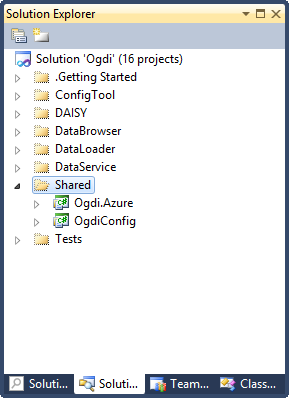 Solution Explorer
Solution 'Ogdi' (16 projects)
.Getting Started
ConfigTool
DAISY
DataBrowser
DataLoader
DataService
Shared
Ogdi.Azure
OgdiConfig
Tests
Soluti... Soluti... Team... Class...